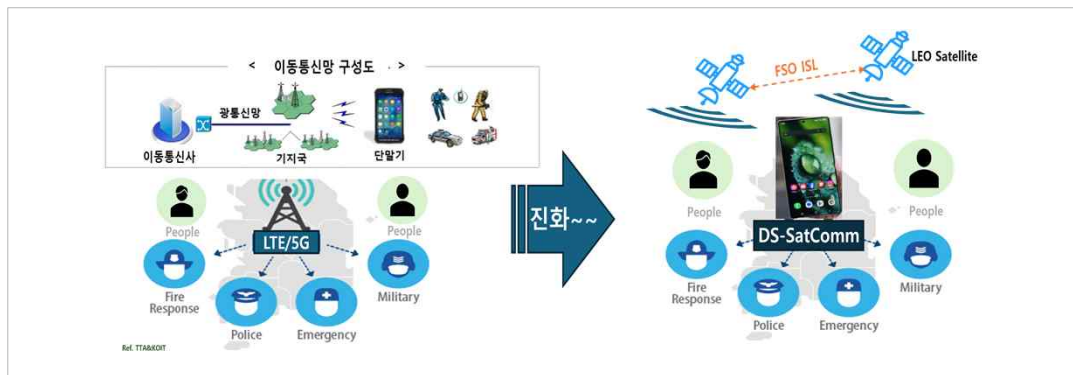 < 이동통신망 구성도 . >
광통신망
이동통신사
기지국
단말기
People
People
LTE/5G
Fire
Response
Military
Police
Emergency
Ref. TTA&KOIT
진화~~
FSO ISL
LEO Satellite
People
People
DS-SatComm
Fire
Response
Military
Police
Emergency